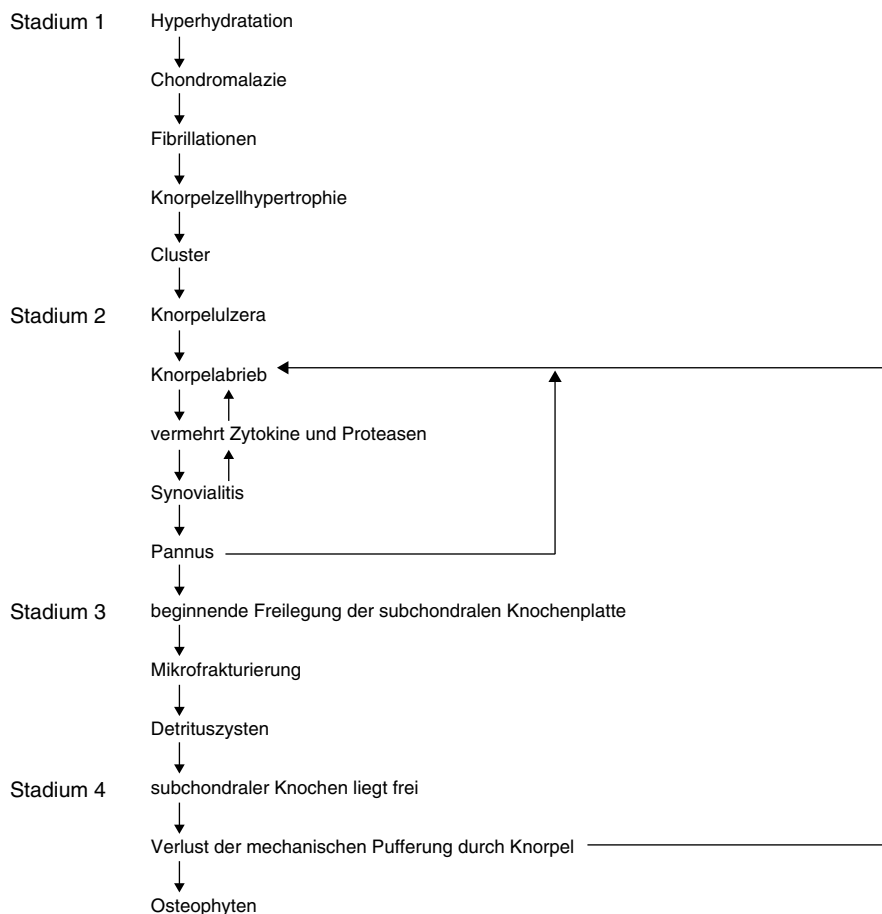 Stadium 1 Hyperhydratation
Chondromalazie
Fibrillationen
Knorpelzellhypertrophie
Cluster
Stadium 2 Knorpelulzera
Knorpelabrieb
vermehrt Zytokine und Proteasen
Synovialitis
Pannus
Stadium 3 beginnende Freilegung der subchondralen Knochenplatte
Mikrofrakturierung
Detrituszysten
Stadium 4 subchondraler Knochen liegt frei
Verlust der mechanischen Pufferung durch Knorpel
Osteophyten